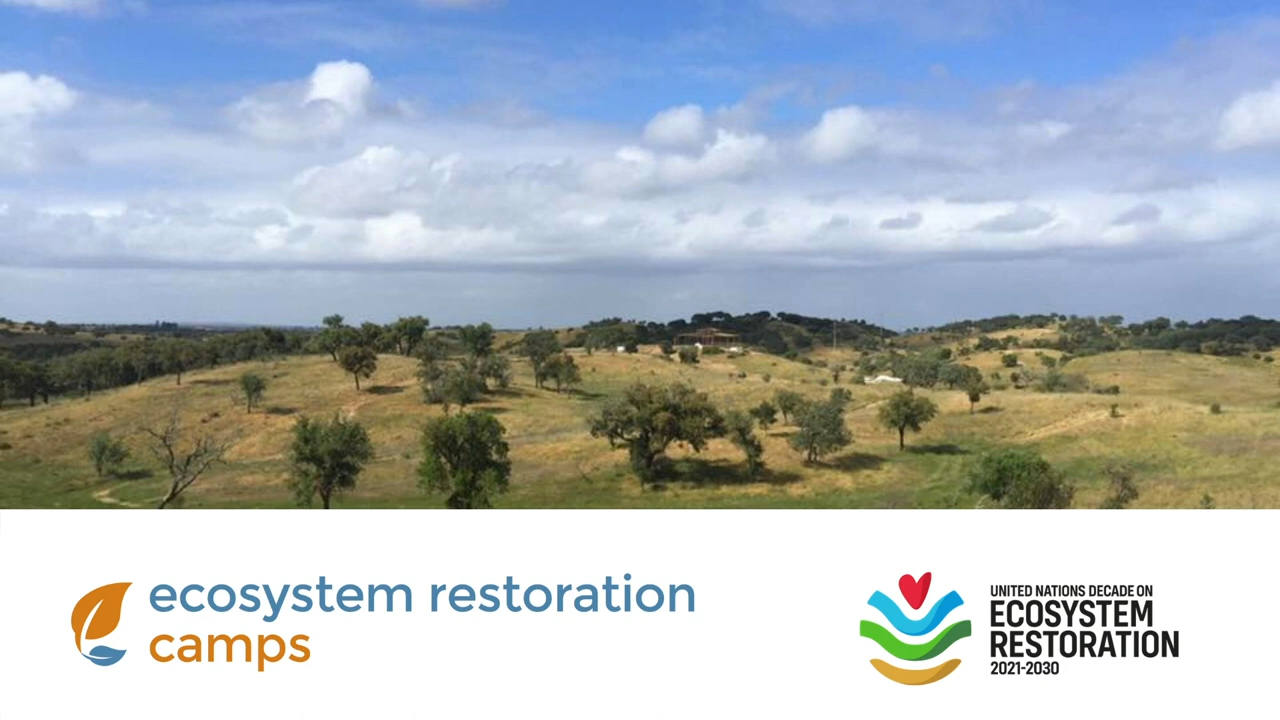 ecosystem restoration
camps
UNITED NATIONS DECADE ON
ECOSYSTEM
RESTORATION
2021-2030